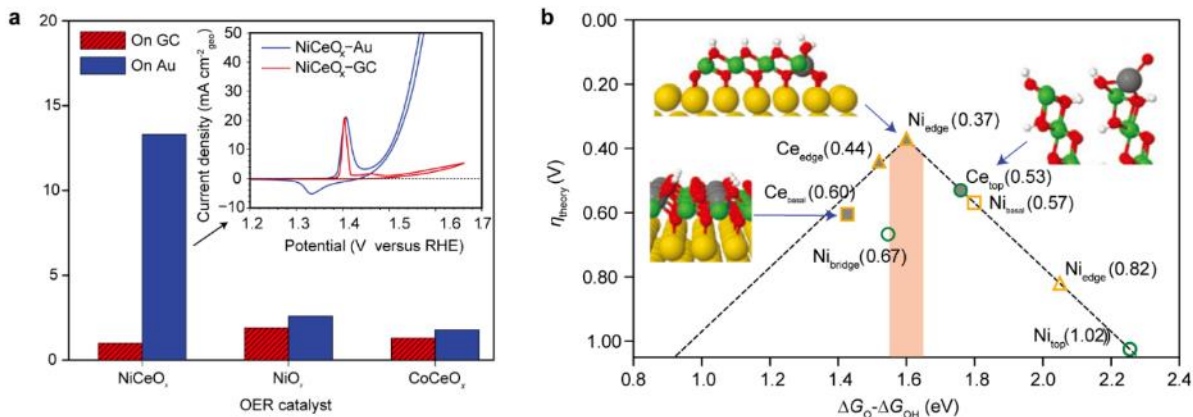 a
20
15
10
5
0
On GC
On Au
NiCeOₓ
NiOₓ
CoCeOₓ
OER catalyst
Current density (mA cm⁻²geo)
50
40
30
20
10
0
−10
NiCeOₓ–Au
NiCeOₓ–GC
1.2 1.3 1.4 1.5 1.6 1.7
Potential (V versus RHE)
b
ηtheory (V)
0.00
0.20
0.40
0.60
0.80
1.00
Niedge(0.37)
Ceedge(0.44)
Cebasal(0.60)
Cetop(0.53)
Nibasal(0.57)
Nibridge(0.67)
Niedge(0.82)
Nitop(1.02)
0.8 1.0 1.2 1.4 1.6 1.8 2.0 2.2 2.4
ΔGO-ΔGOH (eV)